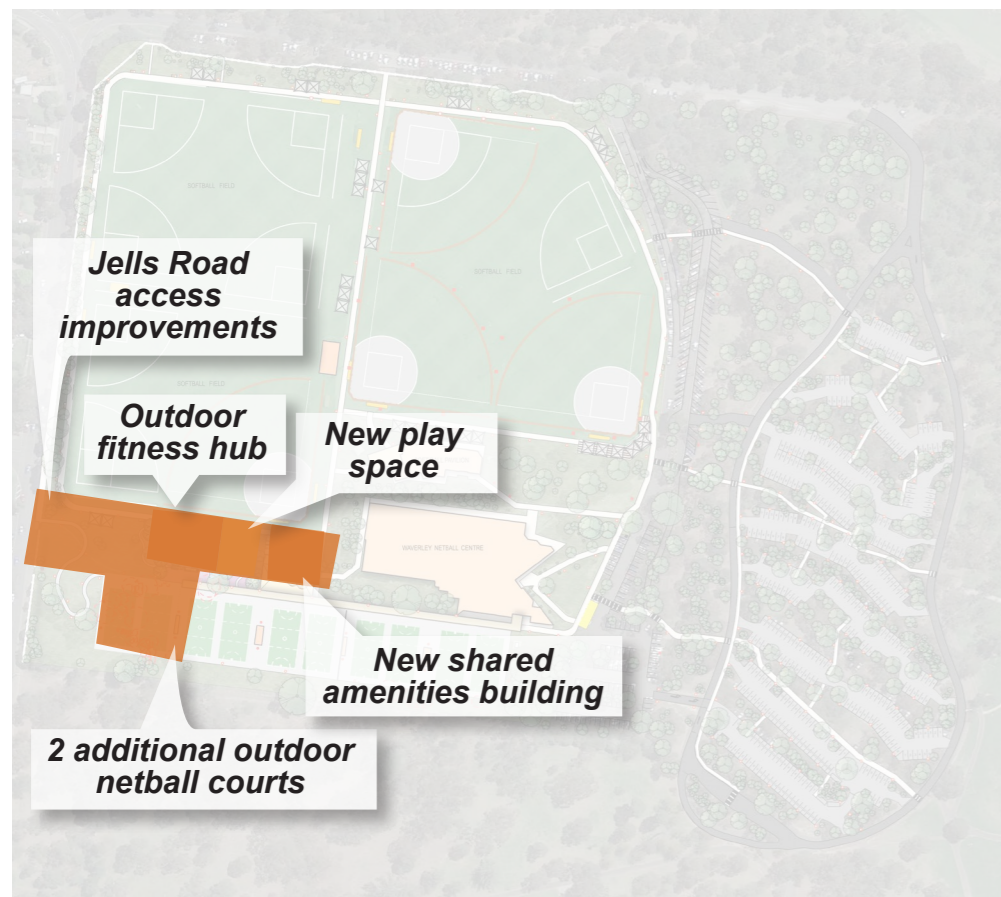 SOFTBALL FIELD
SOFTBALL FIELD
Jells Road
access
improvements
SOFTBALL FIELD
Outdoor
fitness hub
New play
space
WAVERLEY NETBALL CENTRE
New shared
amenities building
2 additional outdoor
netball courts